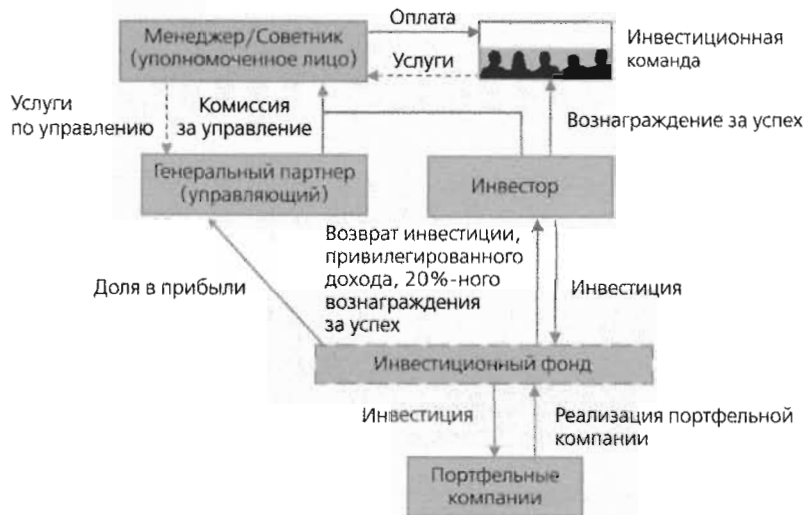 Оплата
Менеджер/Советник
(уполномоченное лицо)
Инвестиционная
команда
Услуги
Услуги
по управлению
Комиссия
за управление
Вознаграждение за успех
Генеральный партнер
(управляющий)
Инвестор
Возврат инвестиции,
привилегированного
дохода, 20%-ного
вознаграждения
за успех
Доля в прибыли
Инвестиция
Инвестиционный фонд
Инвестиция
Реализация портфельной
компании
Портфельные
компании